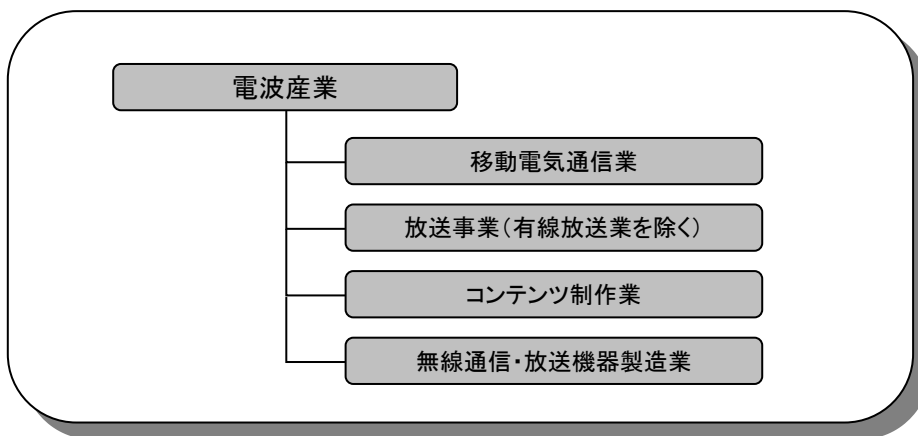 電波産業
移動電気通信業
放送事業(有線放送業を除く)
コンテンツ制作業
無線通信・放送機器製造業